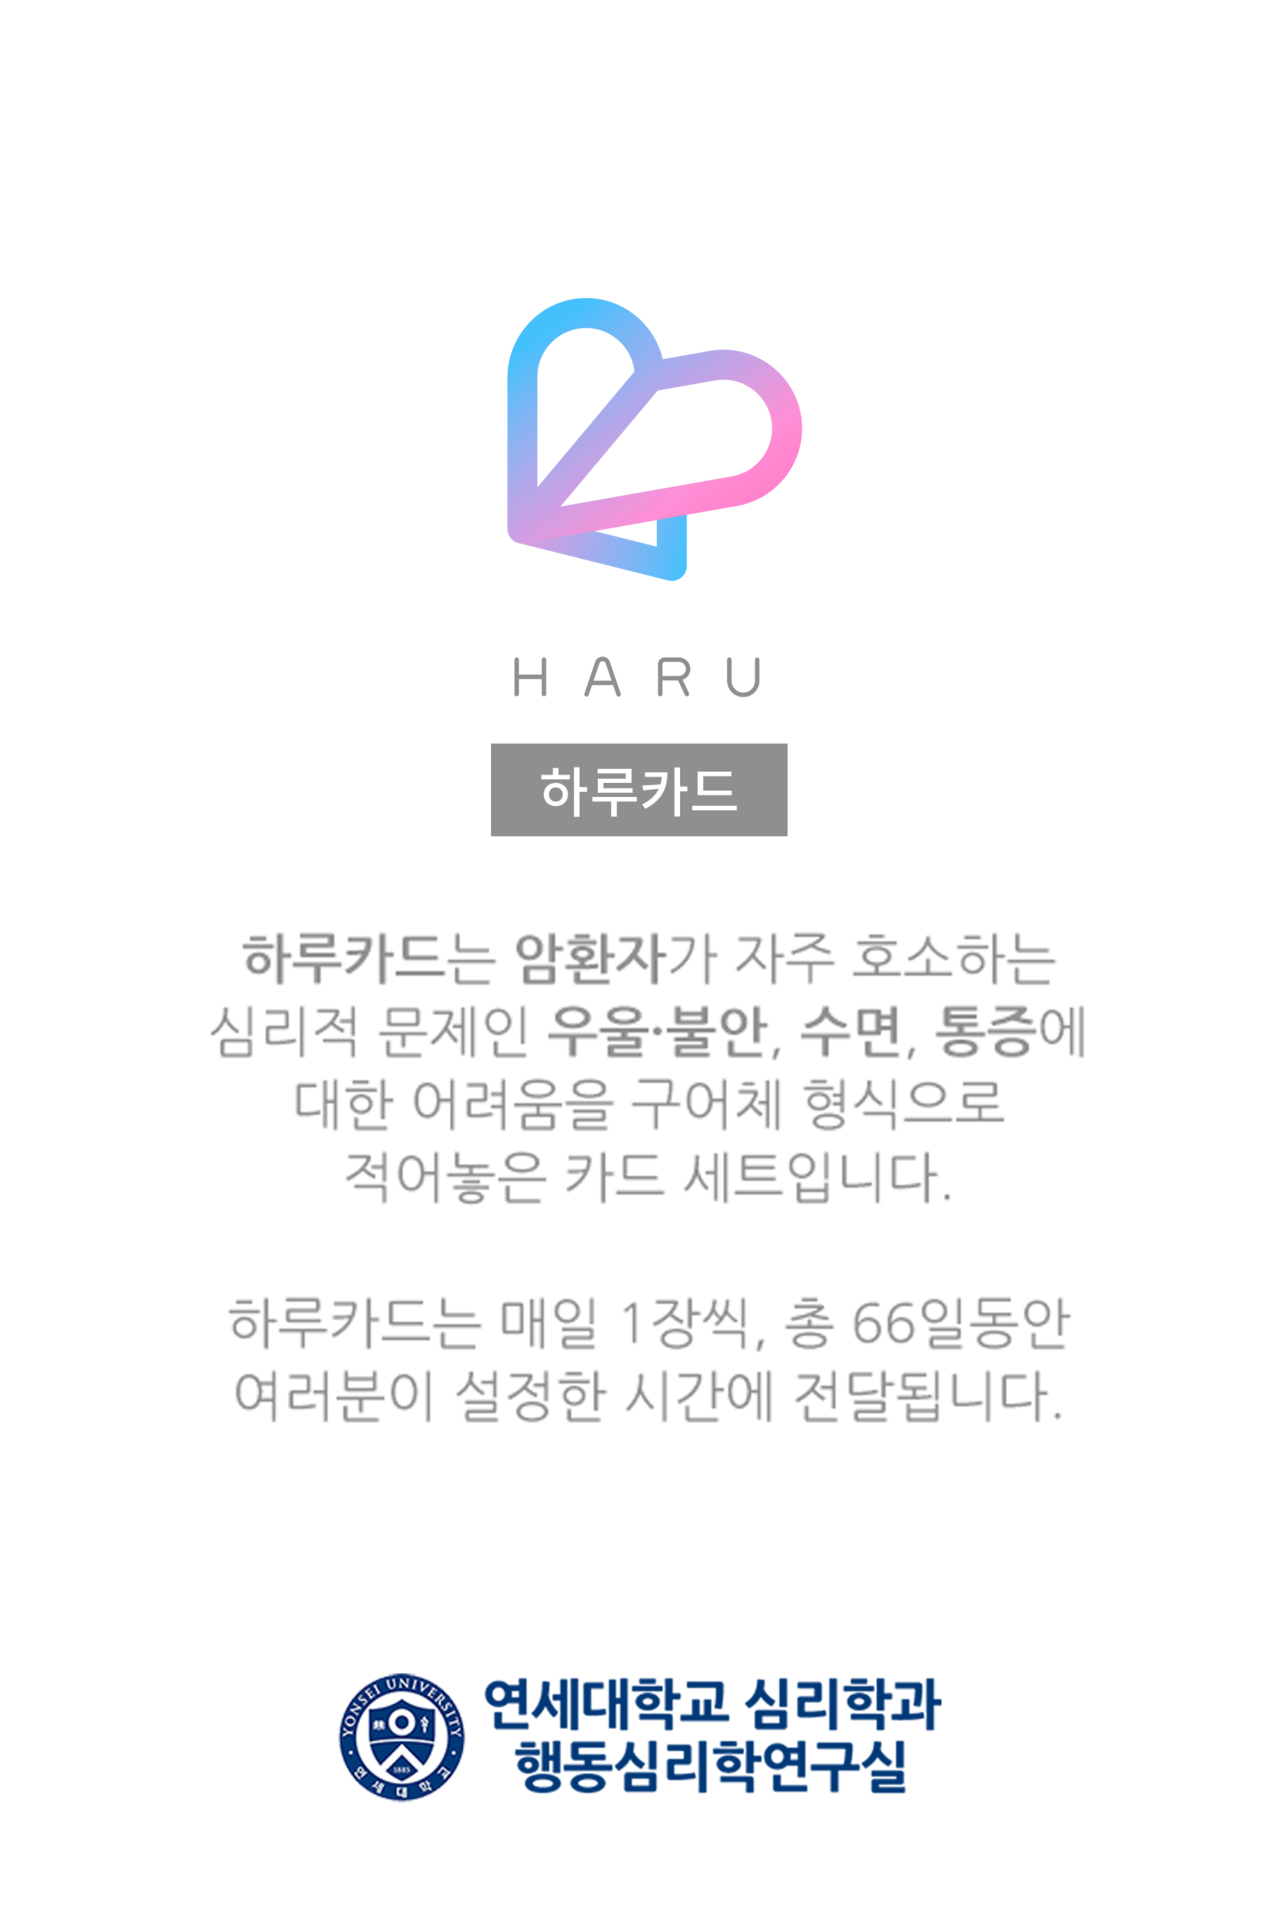 HARU
하루카드
하루카드는 암환자가 자주 호소하는
심리적 문제인 우울·불안, 수면, 통증에
대한 어려움을 구어체 형식으로
적어놓은 카드 세트입니다.
하루카드는 매일 1장씩, 총 66일동안
여러분이 설정한 시간에 전달됩니다.
YONSEI UNIVERSITY
1885
연세대학교
연세대학교 심리학과
행동심리학연구실